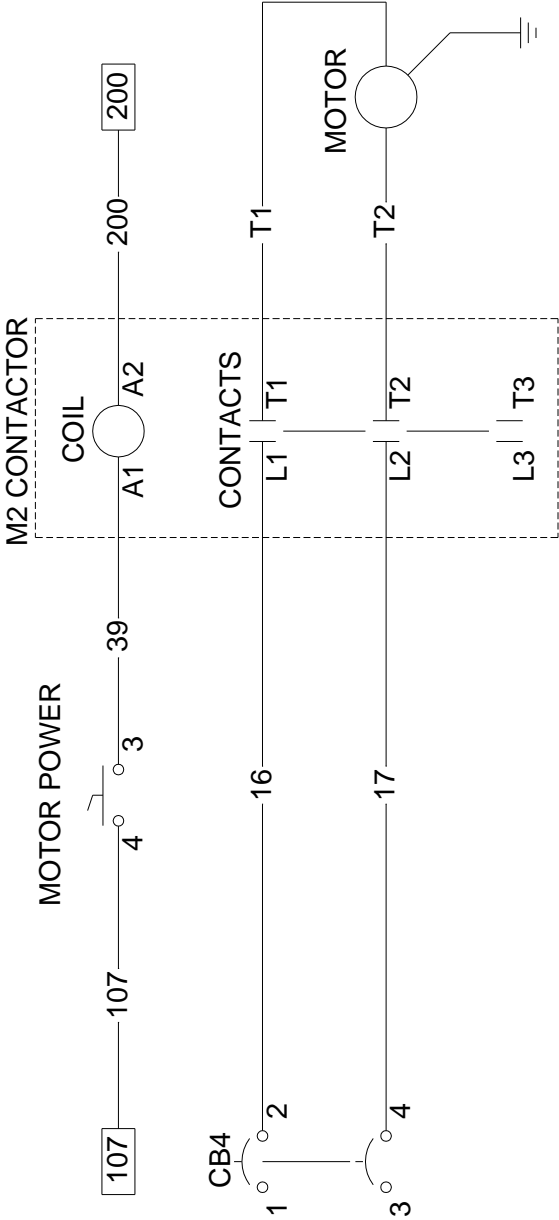 M2 CONTACTOR
MOTOR POWER
COIL
107
107
4
3
39
A1
A2
200
200
CONTACTS
MOTOR
CB4
1
2
16
L1
T1
T1
3
4
17
L2
T2
T2
L3
T3